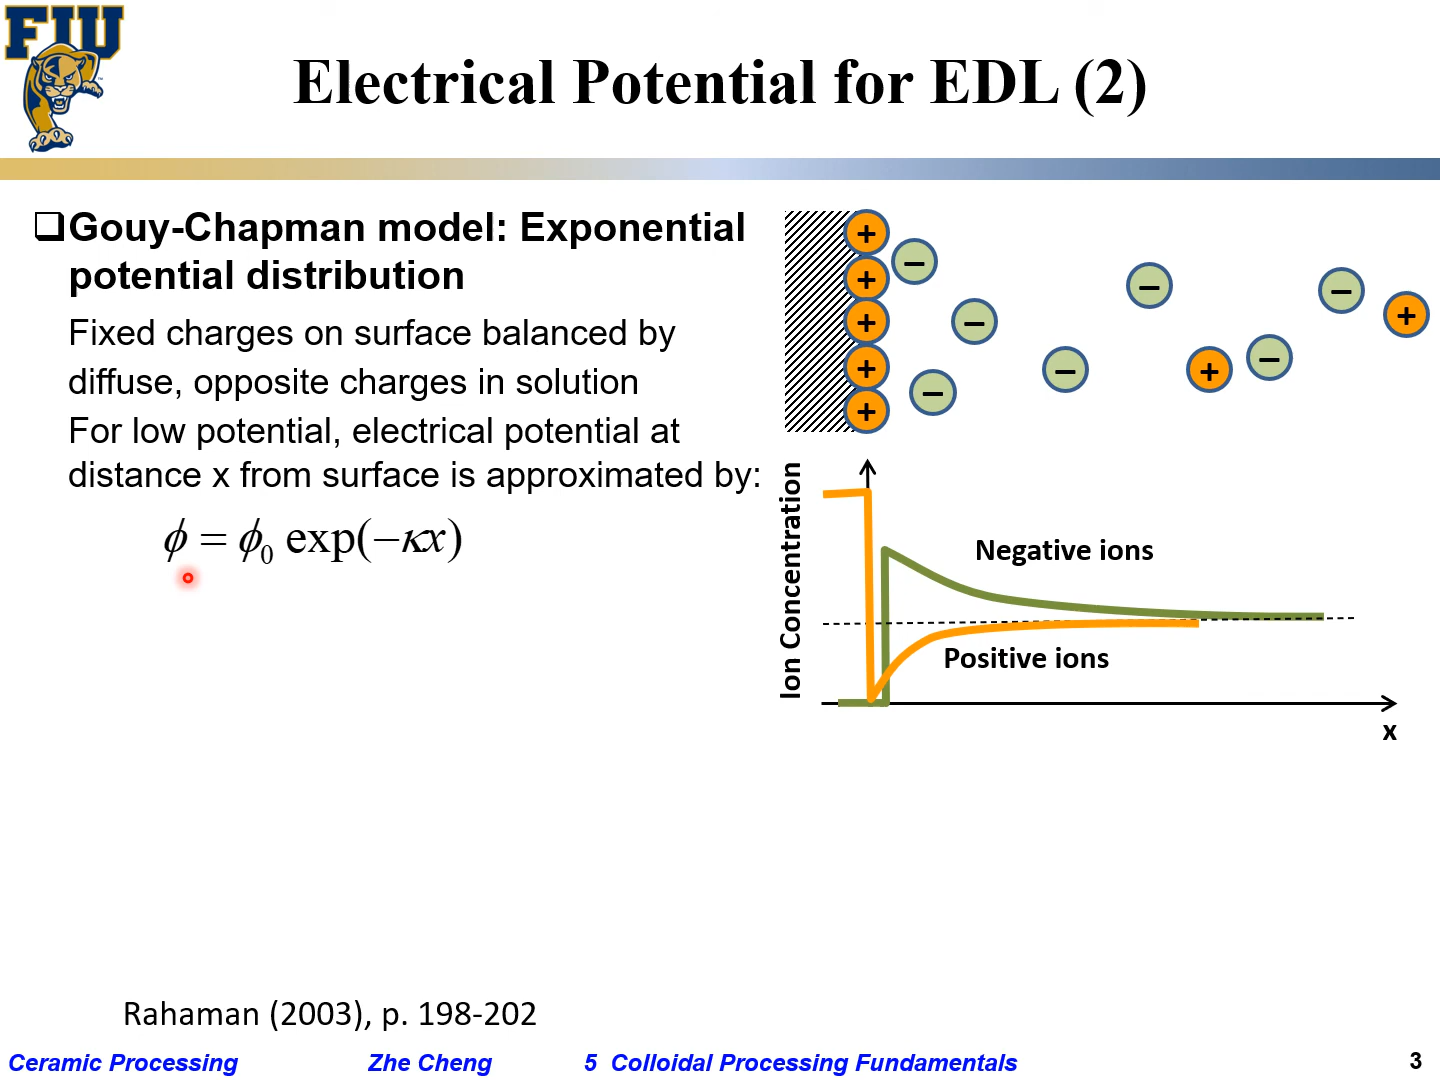 FIU
Electrical Potential for EDL (2)
❑Gouy-Chapman model: Exponential
potential distribution
Fixed charges on surface balanced by
diffuse, opposite charges in solution
For low potential, electrical potential at
distance x from surface is approximated by:
ϕ = ϕ₀ exp(−κx)
+
+
+
+
+
−
−
−
−
−
−
+
−
−
+
Ion Concentration
Negative ions
Positive ions
x
Rahaman (2003), p. 198-202
Ceramic Processing
Zhe Cheng
5 Colloidal Processing Fundamentals
3